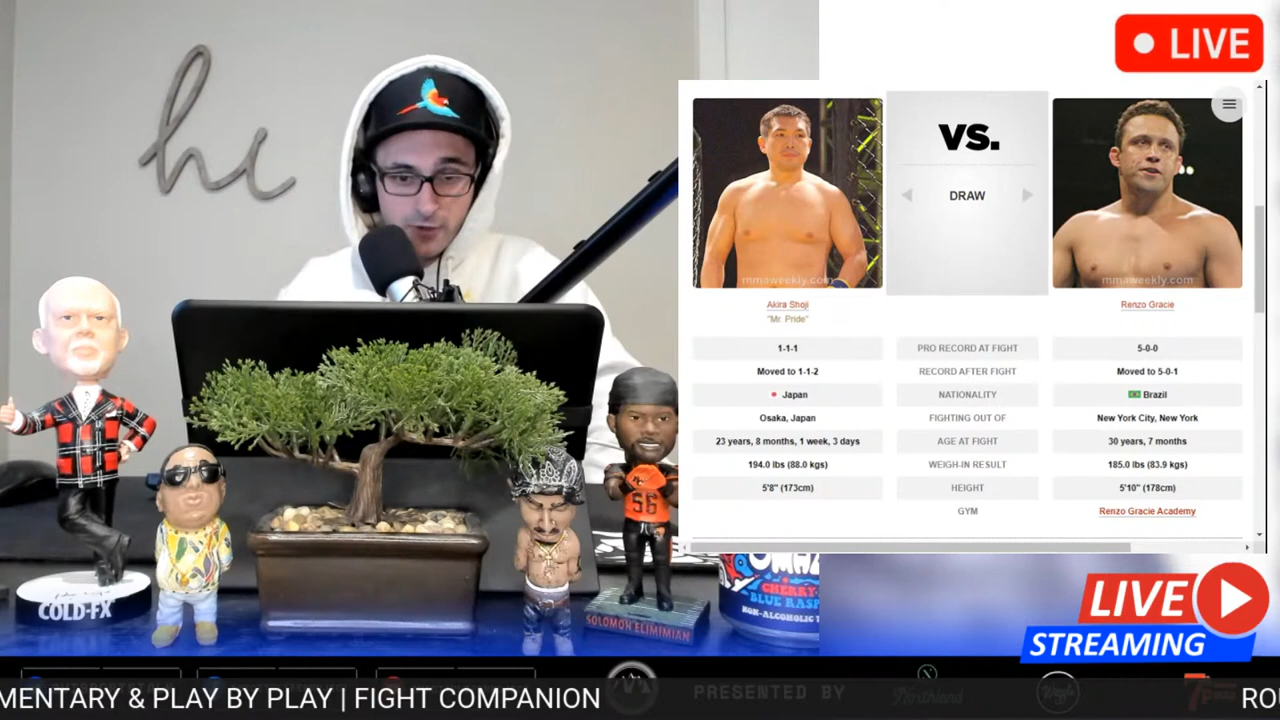 hi
LIVE
VS.
DRAW
mmaweekly.com
mmaweekly.com
Akira Shoji
"Mr. Pride"
Renzo Gracie
1-1-1
PRO RECORD AT FIGHT
5-0-0
Moved to 1-1-2
RECORD AFTER FIGHT
Moved to 5-0-1
NATIONALITY
Japan
Brazil
Osaka, Japan
FIGHTING OUT OF
New York City, New York
23 years, 8 months, 1 week, 3 days
AGE AT FIGHT
30 years, 7 months
194.0 lbs (88.0 kgs)
WEIGH-IN RESULT
185.0 lbs (83.9 kgs)
5'8" (173cm)
HEIGHT
5'10" (178cm)
GYM
Renzo Gracie Academy
56
COLD-FX
SOLOMON ELIMIMIAN
CHERRY
BLUE RASP
NON-ALCOHOLIC
LIVE
STREAMING
PRESENTED BY
Northland
MENTARY & PLAY BY PLAY | FIGHT COMPANION